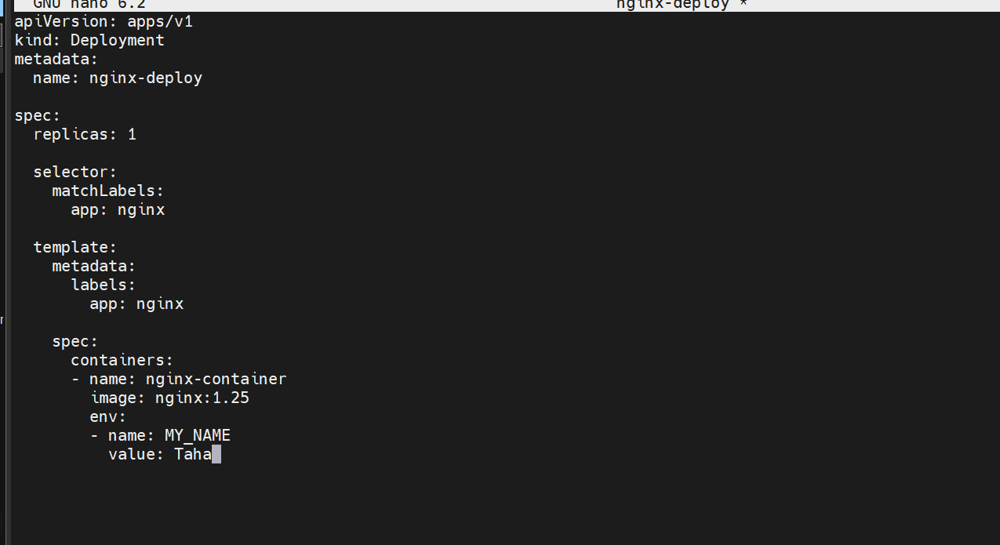 GNU nano 6.2 nginx-deploy *
apiVersion: apps/v1
kind: Deployment
metadata:
  name: nginx-deploy

spec:
  replicas: 1

  selector:
    matchLabels:
      app: nginx

  template:
    metadata:
      labels:
        app: nginx

    spec:
      containers:
      - name: nginx-container
        image: nginx:1.25
        env:
        - name: MY_NAME
          value: Taha